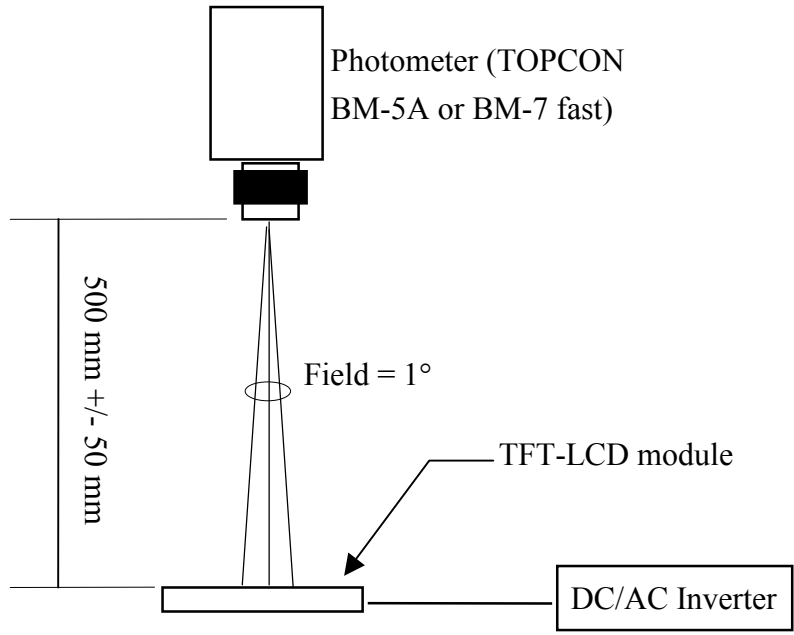 Photometer (TOPCON
BM-5A or BM-7 fast)
500 mm +/- 50 mm
Field = 1°
TFT-LCD module
DC/AC Inverter